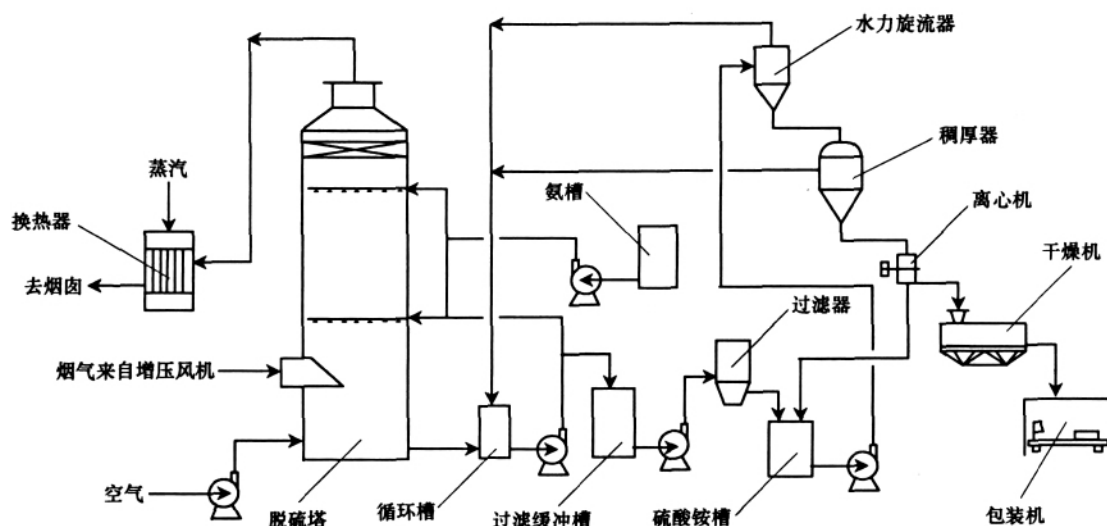 水力旋流器
稠厚器
蒸汽
氨槽
离心机
换热器
干燥机
去烟囱
过滤器
烟气来自增压风机
空气
脱硫塔
循环槽
过滤缓冲槽
硫酸铵槽
包装机